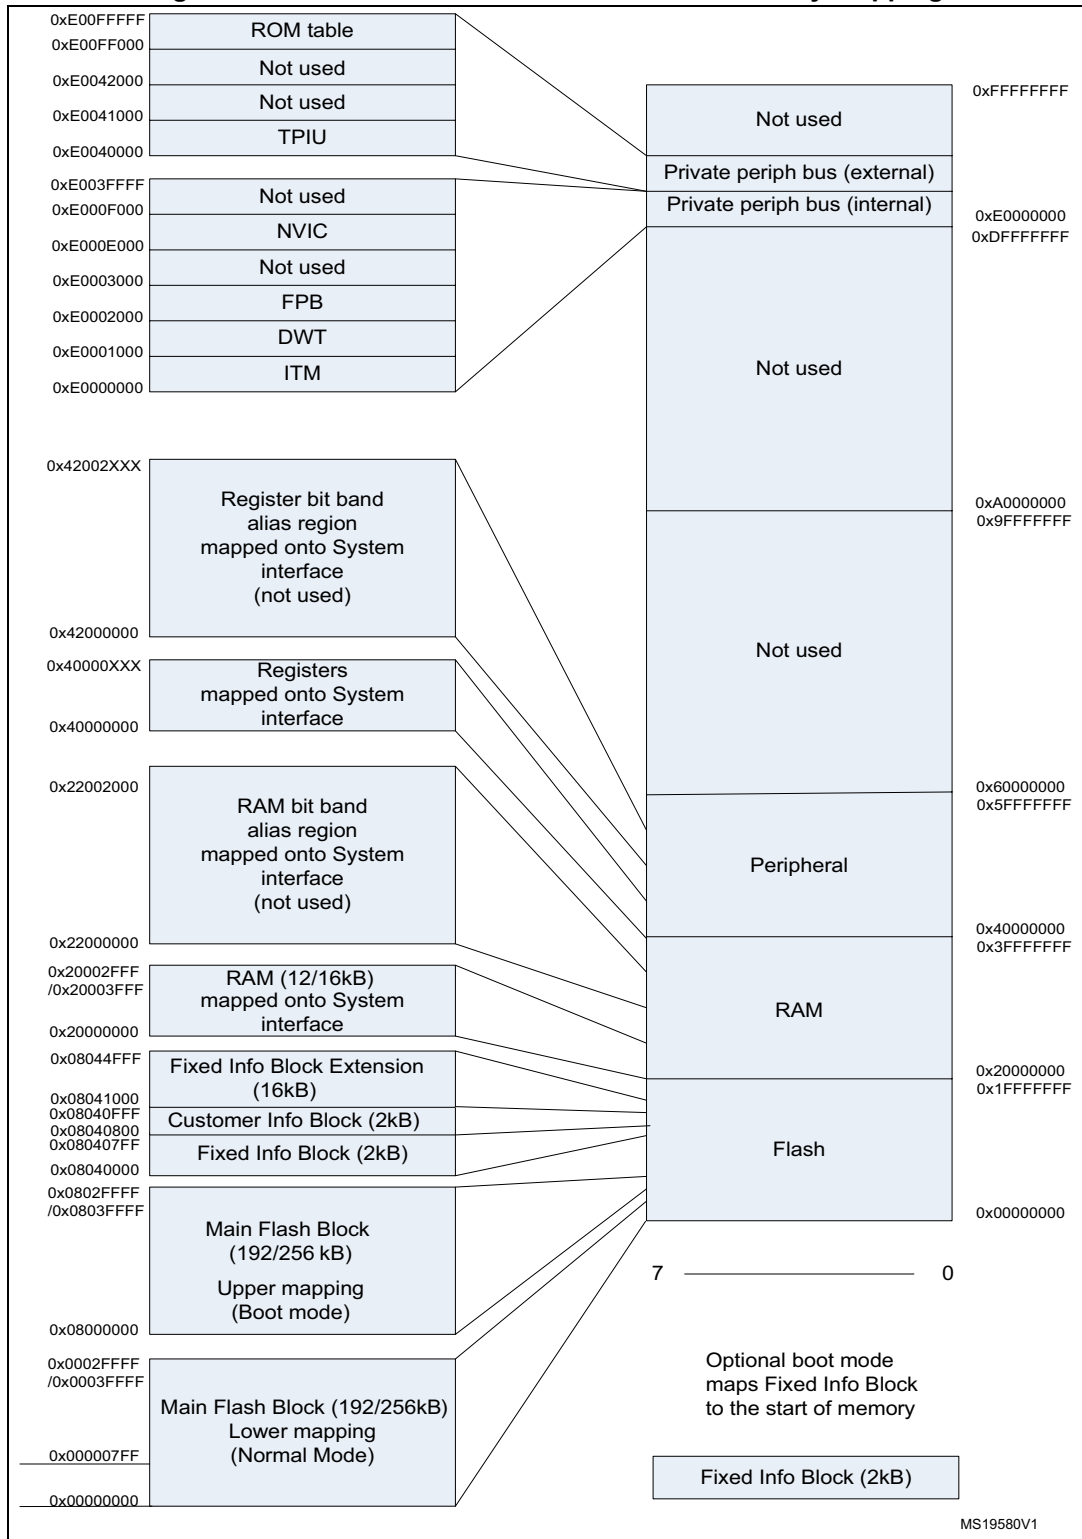 0xE00FFFFF
ROM table
0xE00FF000
Not used
0xE0042000
Not used
0xE0041000
TPIU
0xE0040000
0xE003FFFF
Not used
0xE000F000
NVIC
0xE000E000
Not used
0xE0003000
FPB
0xE0002000
DWT
0xE0001000
ITM
0xE0000000
0x42002XXX
Register bit band
alias region
mapped onto System
interface
(not used)
0x42000000
0x40000XXX
Registers
mapped onto System
interface
0x40000000
0x22002000
RAM bit band
alias region
mapped onto System
interface
(not used)
0x22000000
0x20002FFF
/0x20003FFF
RAM (12/16kB)
mapped onto System
interface
0x20000000
0x08044FFF
Fixed Info Block Extension
(16kB)
0x08041000
0x08040FFF
Customer Info Block (2kB)
0x08040800
0x080407FF
Fixed Info Block (2kB)
0x08040000
0x0802FFFF
/0x0803FFFF
Main Flash Block
(192/256 kB)
Upper mapping
(Boot mode)
0x08000000
0x0002FFFF
/0x0003FFFF
Main Flash Block (192/256kB)
Lower mapping
(Normal Mode)
0x000007FF
0x00000000
0xFFFFFFFF
Not used
Private periph bus (external)
Private periph bus (internal)
0xE0000000
0xDFFFFFFF
Not used
0xA0000000
0x9FFFFFFF
Not used
0x60000000
0x5FFFFFFF
Peripheral
0x40000000
0x3FFFFFFF
RAM
0x20000000
0x1FFFFFFF
Flash
0x00000000
7 0
Optional boot mode
maps Fixed Info Block
to the start of memory
Fixed Info Block (2kB)
MS19580V1